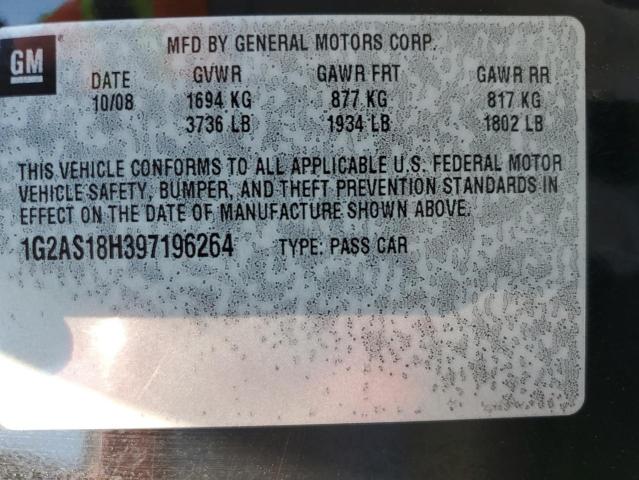 GM
MFD BY GENERAL MOTORS CORP.
DATE GVWR GAWR FRT GAWR RR
10/08 1694 KG 877 KG 817 KG
3736 LB 1934 LB 1802 LB
THIS VEHICLE CONFORMS TO ALL APPLICABLE U.S. FEDERAL MOTOR
VEHICLE SAFETY, BUMPER, AND THEFT PREVENTION STANDARDS IN
EFFECT ON THE DATE OF MANUFACTURE SHOWN ABOVE.
1G2AS18H397196264 TYPE: PASS CAR